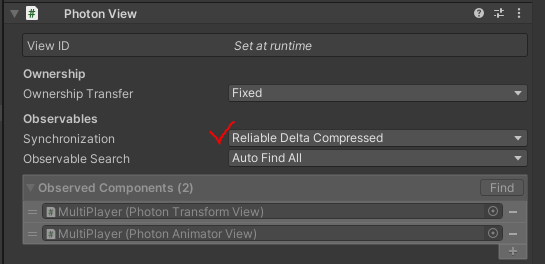 Photon View
View ID Set at runtime
Ownership
Ownership Transfer Fixed
Observables
Synchronization Reliable Delta Compressed
Observable Search Auto Find All
Observed Components (2) Find
MultiPlayer (Photon Transform View)
MultiPlayer (Photon Animator View)